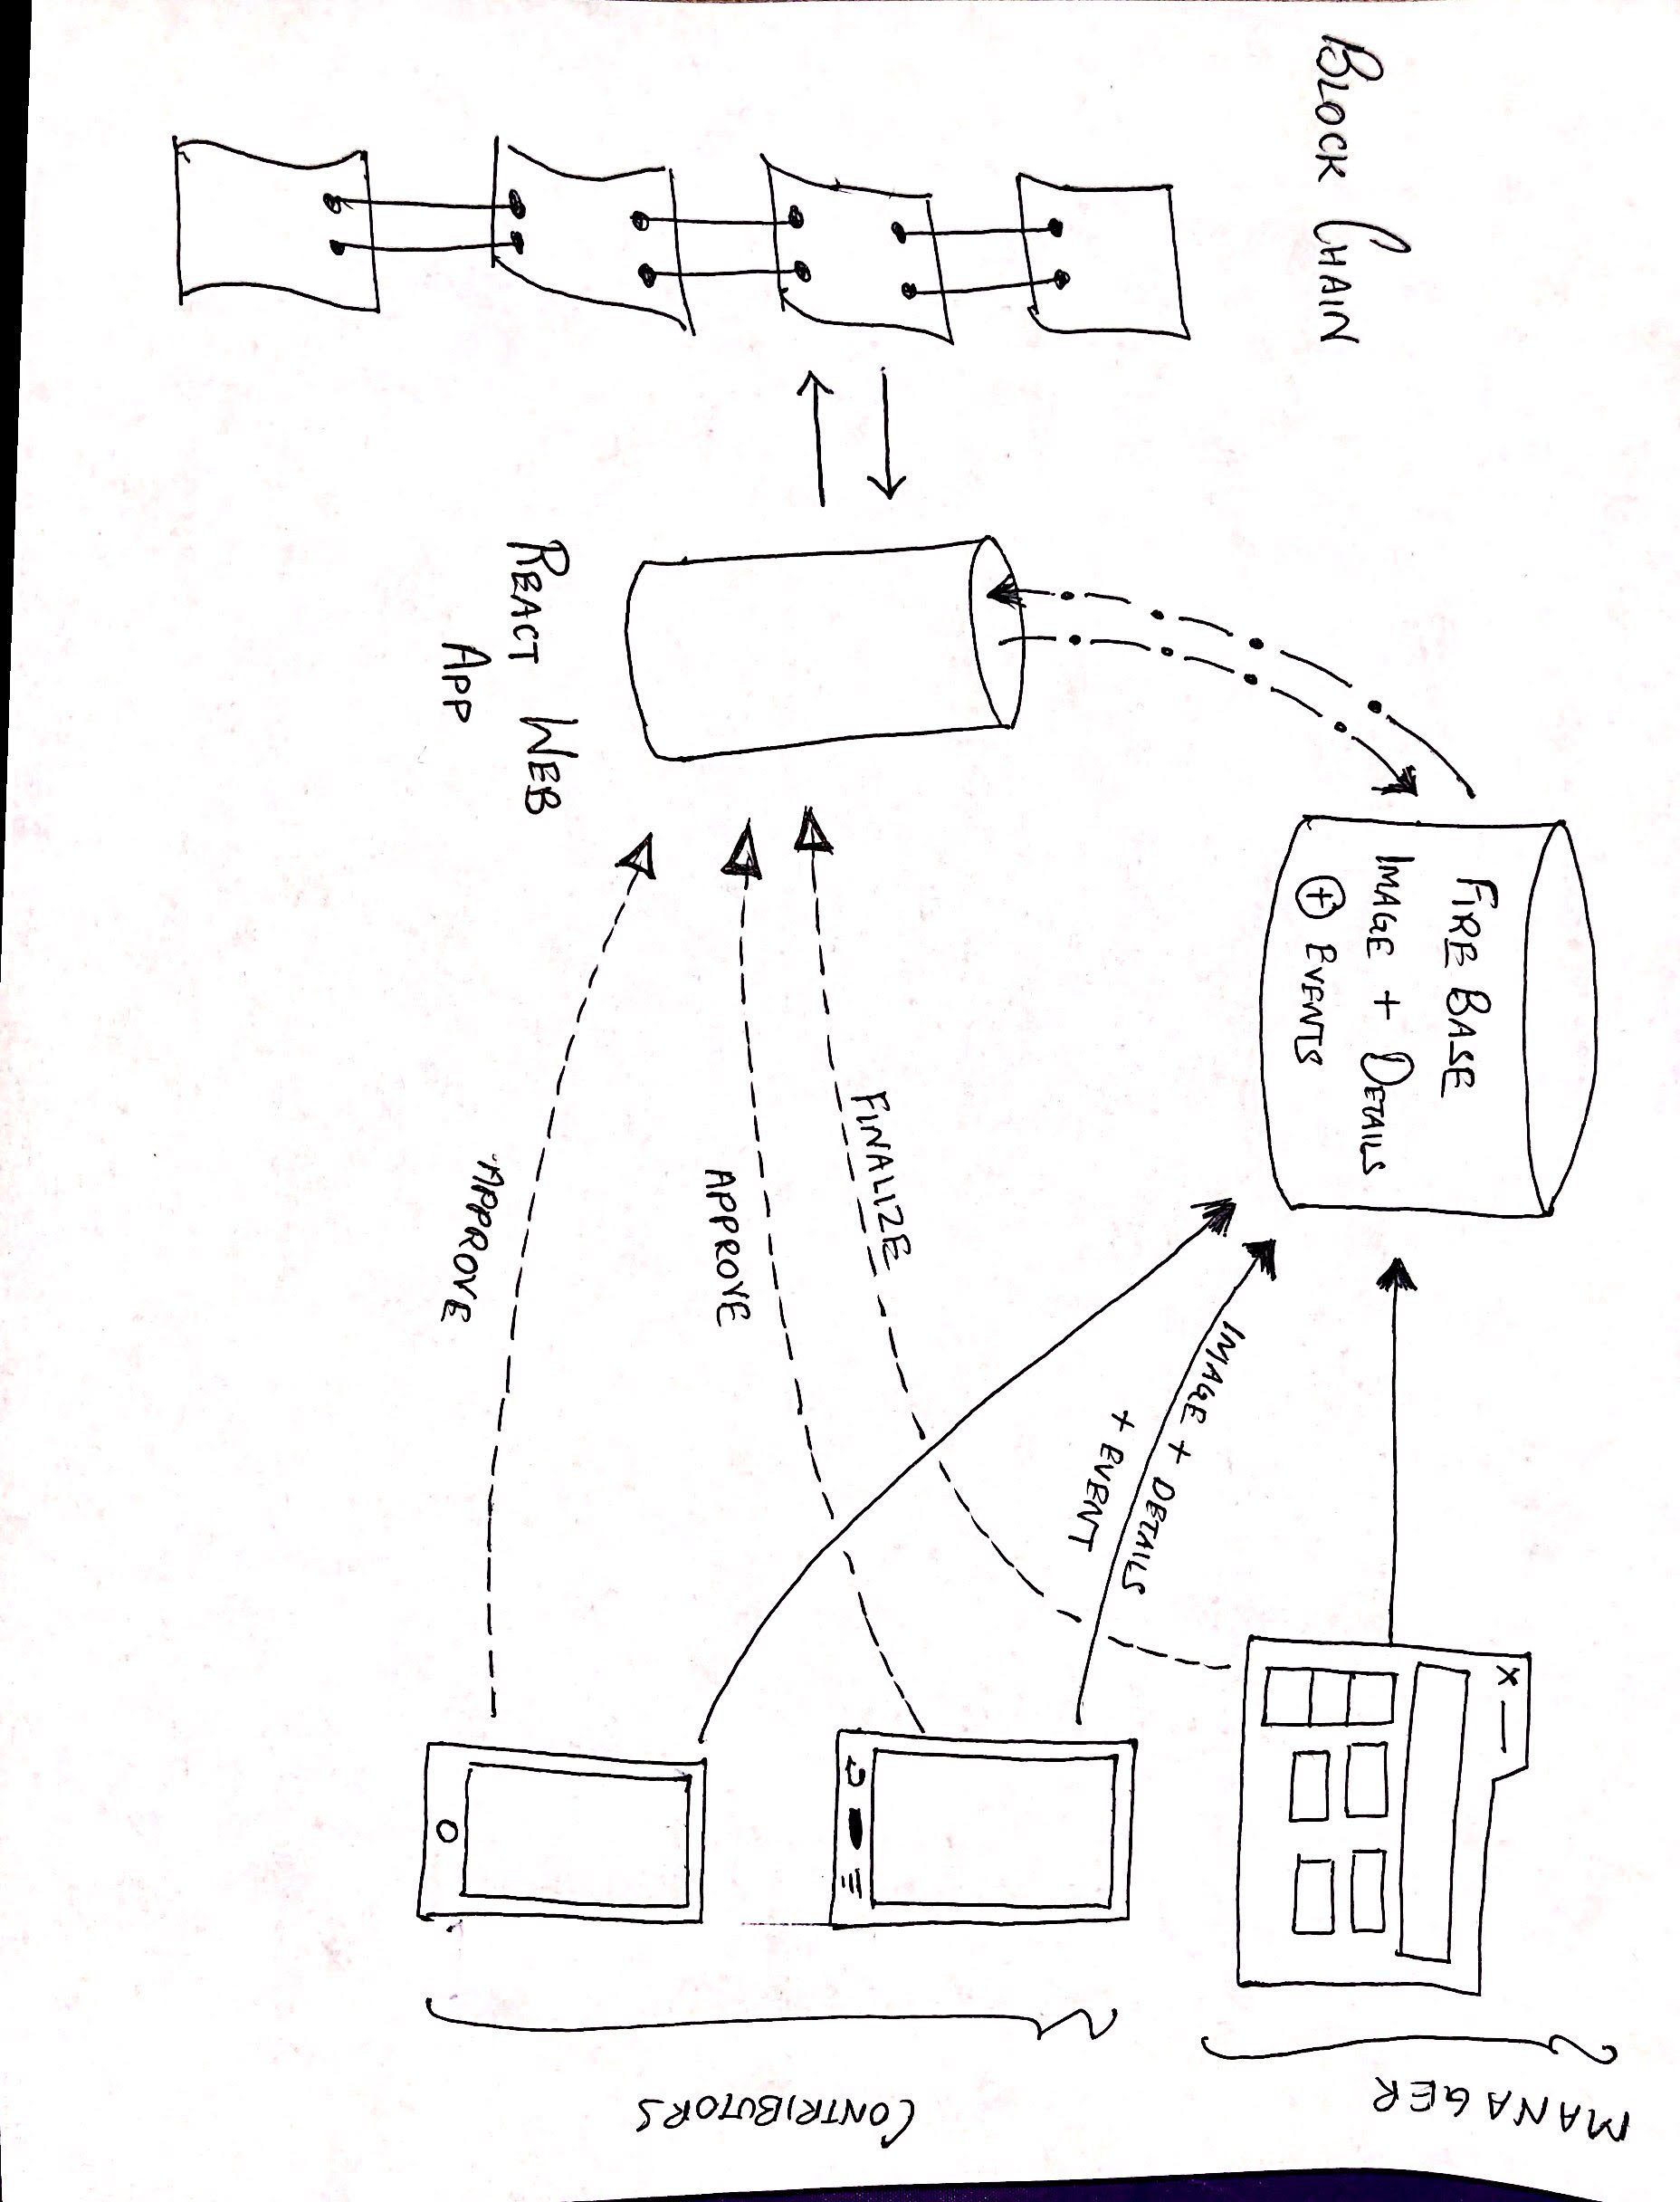 BLOCK CHAIN
REACT WEB
APP
FIRE BASE
IMAGE + DETAILS
+ EVENTS
FINALIZE
APPROVE
APPROVE
IMAGE + DETAILS
+ EVENT
X
MANAGER
CONTRIBUTORS